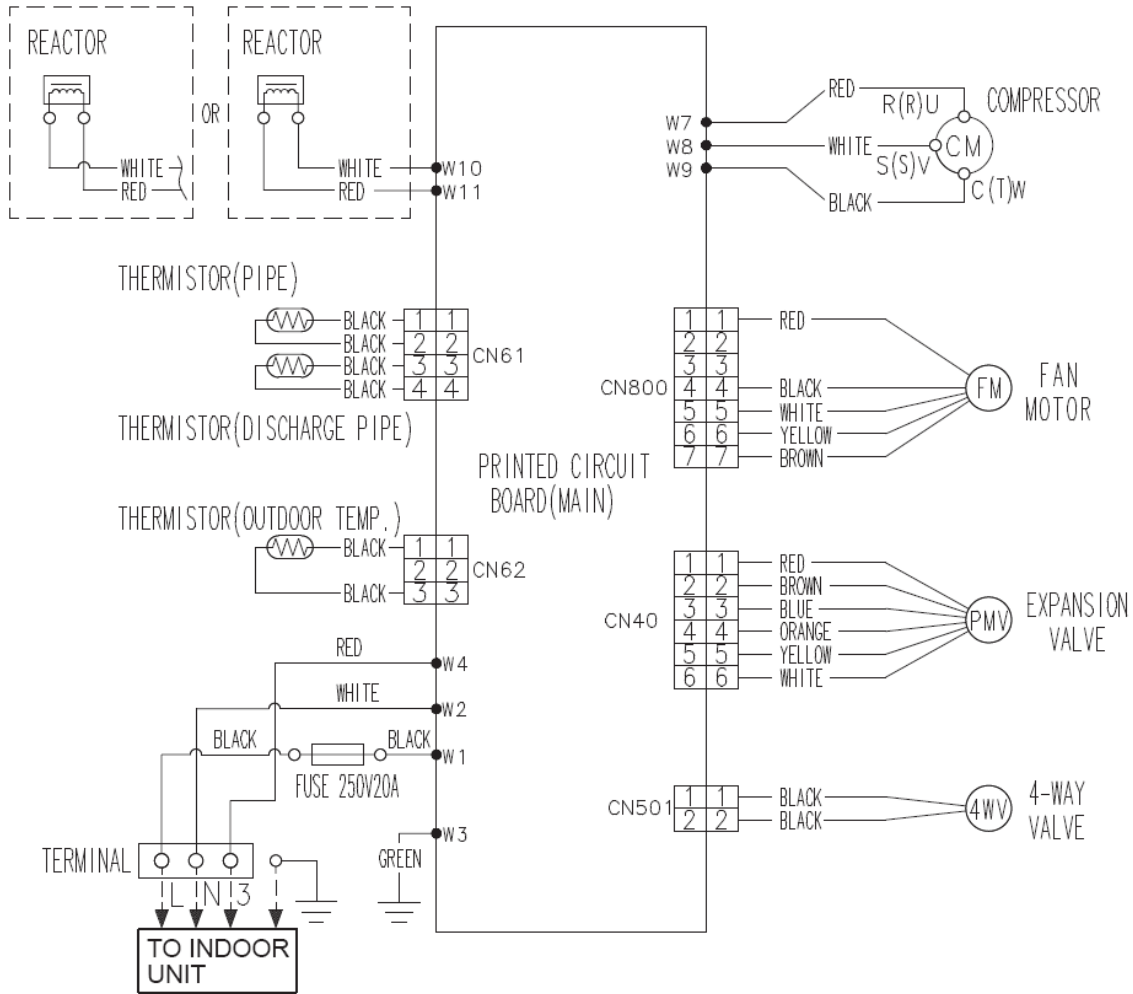 REACTOR
WHITE
RED
OR
REACTOR
WHITE
RED
W10
W11
THERMISTOR(PIPE)
BLACK 1 1
BLACK 2 2
BLACK 3 3
BLACK 4 4
CN61
THERMISTOR(DISCHARGE PIPE)
THERMISTOR(OUTDOOR TEMP.)
BLACK 1 1
2 2
BLACK 3 3
CN62
RED
W4
WHITE
W2
BLACK
BLACK
W1
FUSE 250V20A
W3
GREEN
TERMINAL
L N 3
TO INDOOR
UNIT
PRINTED CIRCUIT
BOARD(MAIN)
W7
W8
W9
RED
WHITE
BLACK
R(R)U
S(S)V
C(T)W
CM
COMPRESSOR
CN800
1 1 RED
2 2
3 3
4 4 BLACK
5 5 WHITE
6 6 YELLOW
7 7 BROWN
FM
FAN
MOTOR
CN40
1 1 RED
2 2 BROWN
3 3 BLUE
4 4 ORANGE
5 5 YELLOW
6 6 WHITE
PMV
EXPANSION
VALVE
CN501
1 1 BLACK
2 2 BLACK
4WV
4-WAY
VALVE